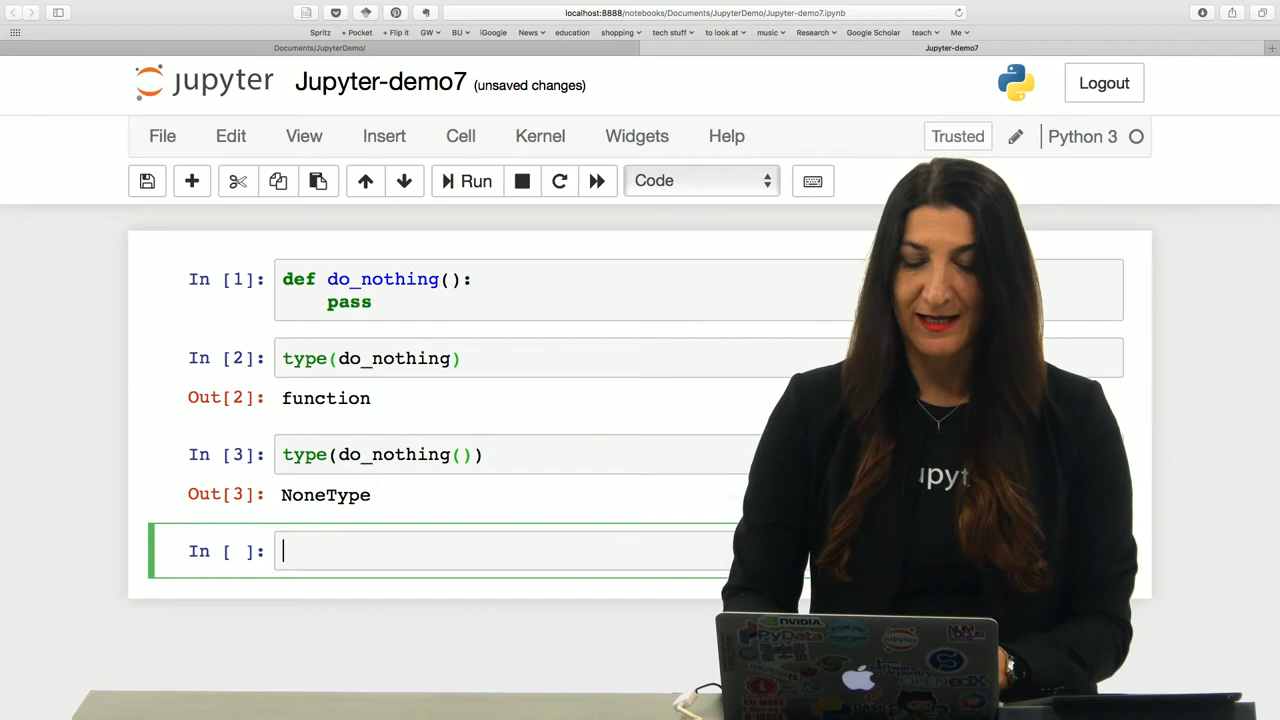 localhost:8888/notebooks/Documents/JupyterDemo/Jupyter-demo7.ipynb
Spritz + Pocket + Flip it GW BU iGoogle News education shopping tech stuff to look at music Research Google Scholar teach Me
Documents/JupyterDemo/ Jupyter-demo7
jupyter Jupyter-demo7 (unsaved changes) Logout
File Edit View Insert Cell Kernel Widgets Help Trusted Python 3
Run Code
In [1]: def do_nothing():
pass
In [2]: type(do_nothing)
Out[2]: function
In [3]: type(do_nothing())
Out[3]: NoneType
In [ ]:
upyt
NVIDIA
PyData